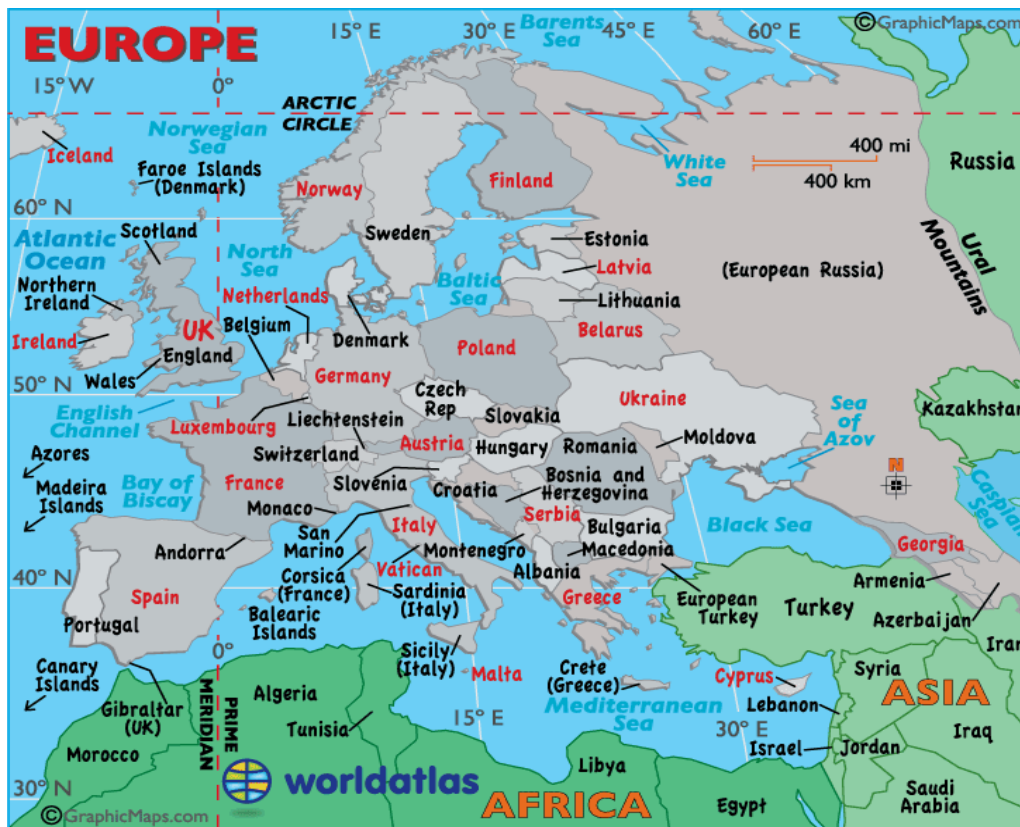 EUROPE
©GraphicMaps.com
15° W
0°
15° E
30° E
Barents
Sea
45° E
60° E
ARCTIC
CIRCLE
Norwegian
Sea
Iceland
Faroe Islands
(Denmark)
Norway
Finland
White
Sea
400 mi
400 km
Russia
60° N
Atlantic
Ocean
Scotland
North
Sea
Sweden
Estonia
Latvia
Lithuania
Baltic
Sea
(European Russia)
Ural
Mountains
Northern
Ireland
Netherlands
Belgium
Ireland
UK
England
Wales
Denmark
Germany
Poland
Belarus
50° N
English
Channel
Luxembourg
Liechtenstein
Switzerland
Czech
Rep
Slovakia
Ukraine
Austria
Hungary
Romania
Moldova
Sea
of
Azov
Kazakhstan
Azores
Madeira
Islands
Bay of
Biscay
France
Monaco
Slovenia
Croatia
Bosnia and
Herzegovina
N
Caspian
Sea
Andorra
San
Marino
Italy
Serbia
Bulgaria
Black Sea
Montenegro
Macedonia
Georgia
40° N
Spain
Portugal
Corsica
(France)
Vatican
Sardinia
(Italy)
Albania
Greece
European
Turkey
Turkey
Armenia
Azerbaijan
Iran
Balearic
Islands
0°
Sicily
(Italy)
Malta
Crete
(Greece)
Cyprus
Syria
ASIA
Canary
Islands
Gibraltar
(UK)
Algeria
Tunisia
15° E
Mediterranean
Sea
30° E
Lebanon
Israel
Jordan
Iraq
Morocco
PRIME
MERIDIAN
worldatlas
Libya
Egypt
Saudi
Arabia
30° N
AFRICA
©GraphicMaps.com